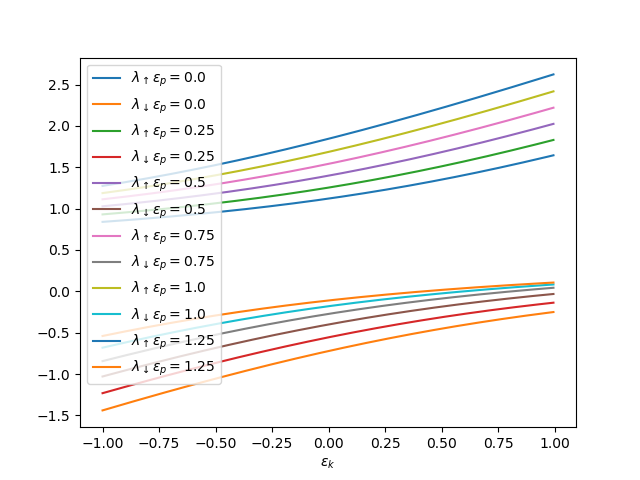 2.5
2.0
1.5
1.0
0.5
0.0
−0.5
−1.0
−1.5
λ↑εp = 0.0
λ↓εp = 0.0
λ↑εp = 0.25
λ↓εp = 0.25
λ↑εp = 0.5
λ↓εp = 0.5
λ↑εp = 0.75
λ↓εp = 0.75
λ↑εp = 1.0
λ↓εp = 1.0
λ↑εp = 1.25
λ↓εp = 1.25
−1.00 −0.75 −0.50 −0.25 0.00 0.25 0.50 0.75 1.00
εk